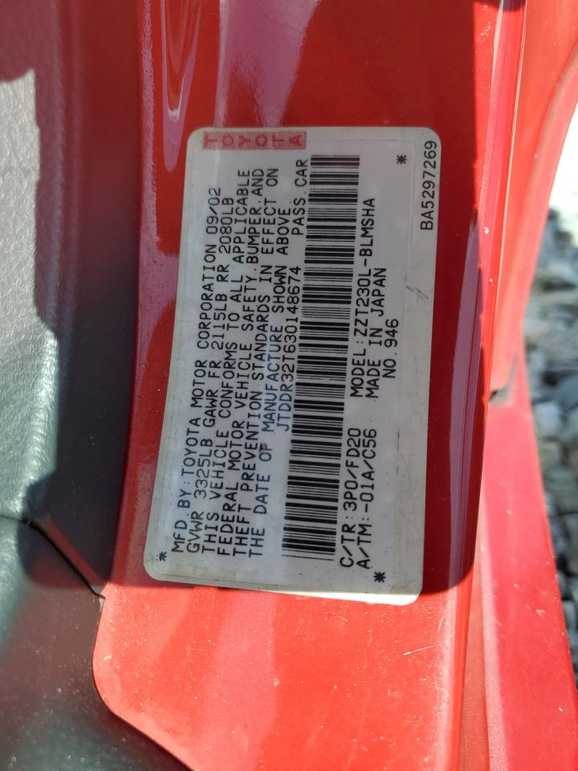 TOYOTA
MFD BY:TOYOTA MOTOR CORPORATION 09/02
GVWR 3325LB GAWR FR 2115LB RR 2080LB
THIS VEHICLE CONFORMS TO ALL APPLICABLE
FEDERAL MOTOR VEHICLE SAFETY, BUMPER,AND
THEFT PREVENTION STANDARDS IN EFFECT ON
THE DATE OF MANUFACTURE SHOWN ABOVE.
JTDDR32T630148674 PASS.CAR
* *
C/TR:3P0/FD20 MODEL:ZZT230L-BLMSHA
A/TM:-01A/C56 MADE IN JAPAN
* NO.946 *
BA5297269